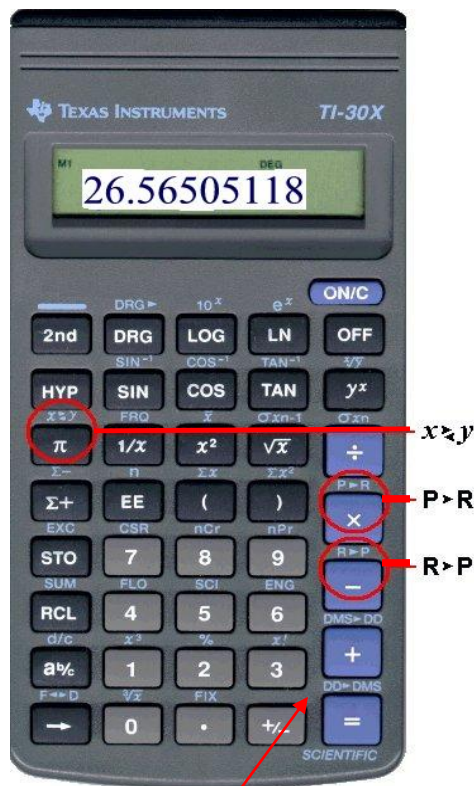 TEXAS INSTRUMENTS TI-30X
M1 DEG
26.56505118
ON/C
DRG► 10ˣ eˣ
2nd DRG LOG LN OFF
SIN⁻¹ COS⁻¹ TAN⁻¹ ˣ√y
HYP SIN COS TAN yˣ
x⇆y FRQ x̄ σxn-1 σxn
π 1/x x² √x ÷
x⇆y
Σ− n Σx Σx² P►R
Σ+ EE ( ) ×
P►R
EXC CSR nCr nPr R►P
STO 7 8 9 −
R►P
SUM FLO SCI ENG DMS►DD
RCL 4 5 6 +
d/c x³ % x! DD►DMS
ab/c 1 2 3 =
F◄►D ∛x FIX
→ 0 . +/−
SCIENTIFIC